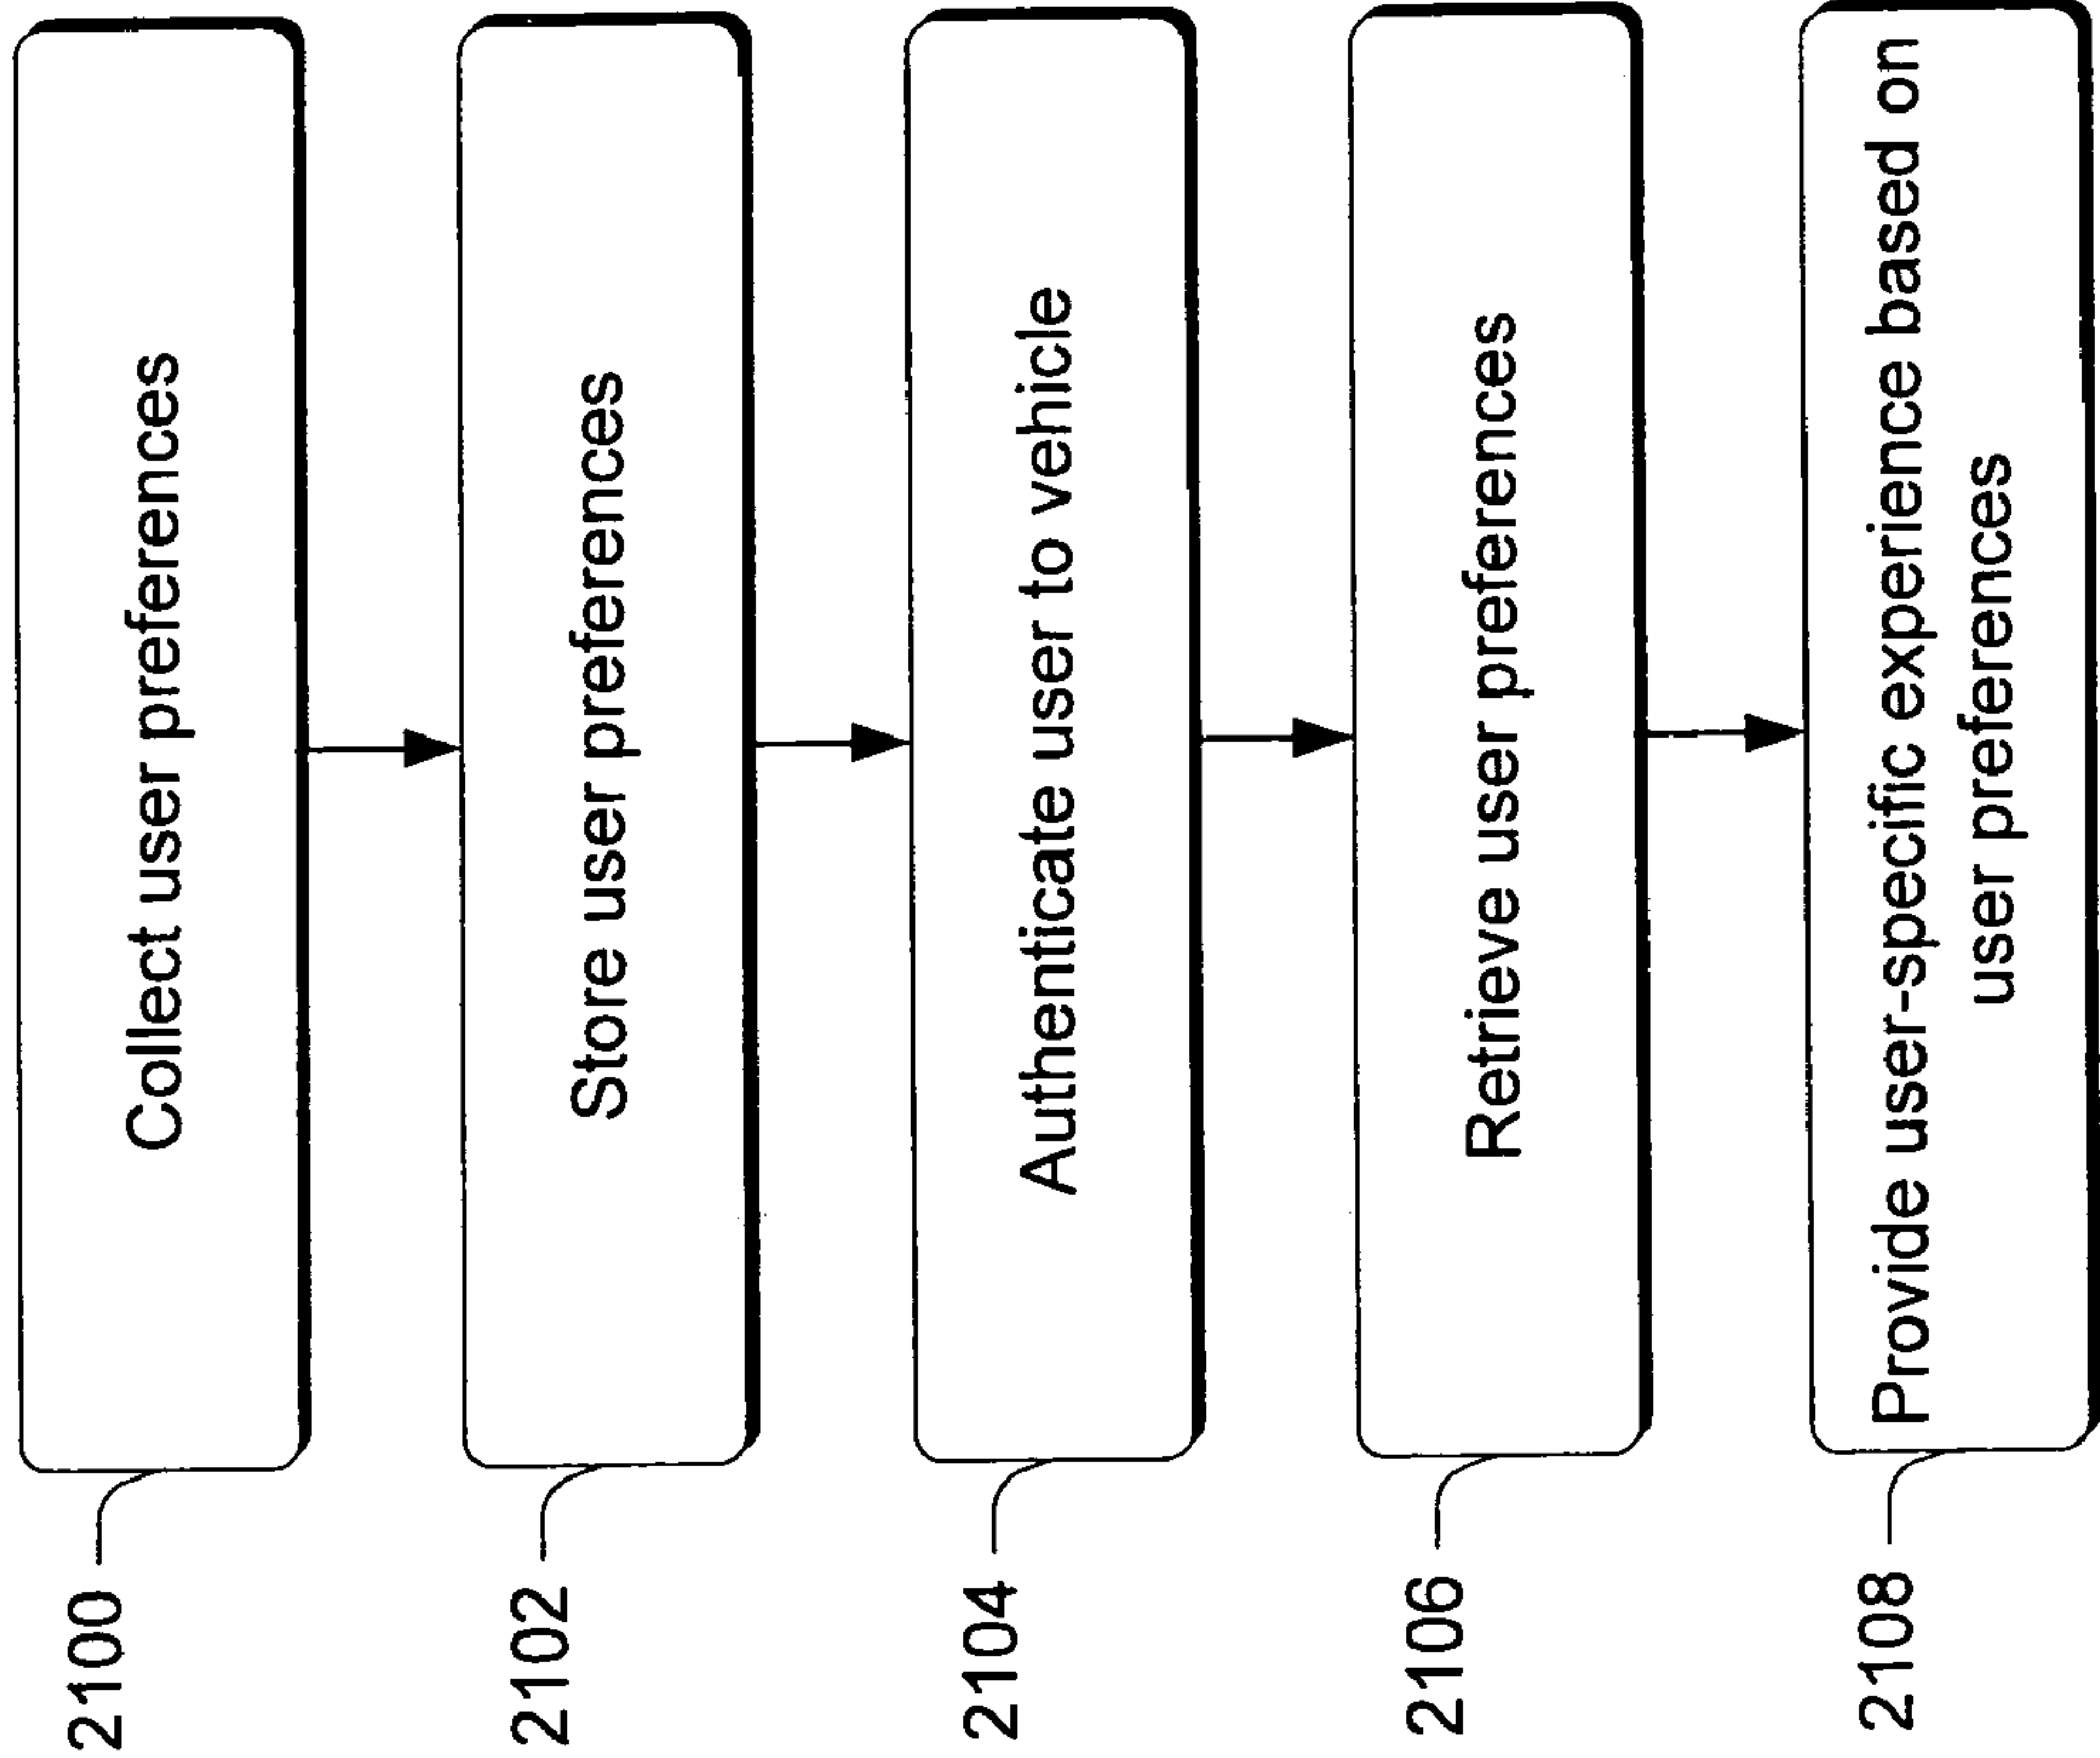 2100
Collect user preferences
2102
Store user preferences
2104
Authenticate user to vehicle
2106
Retrieve user preferences
2108
Provide user-specific experience based on
user preferences